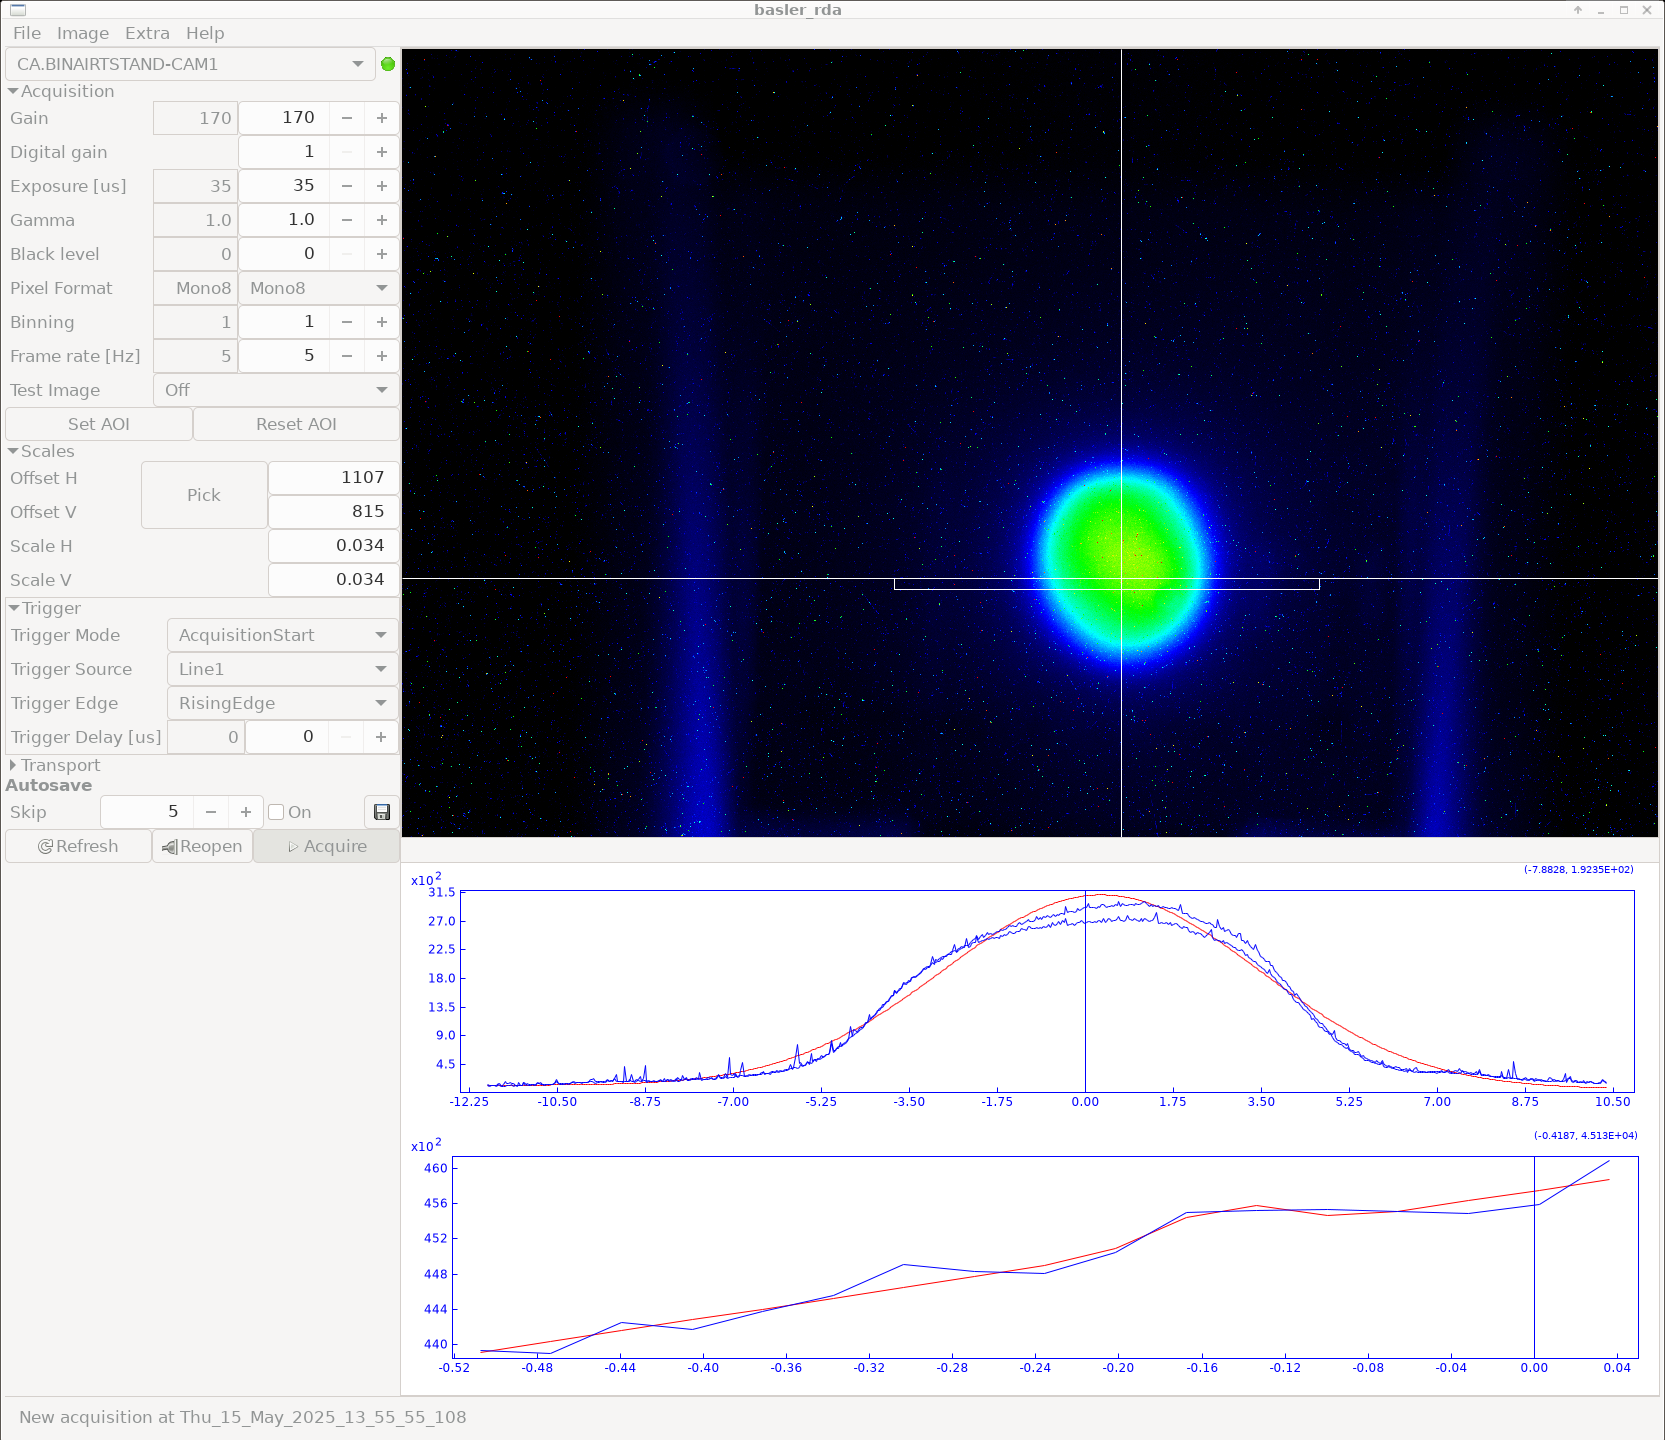 basler_rda
File Image Extra Help
CA.BINAIRTSTAND-CAM1
Acquisition
Gain 170 170
Digital gain 1
Exposure [us] 35 35
Gamma 1.0 1.0
Black level 0 0
Pixel Format Mono8 Mono8
Binning 1 1
Frame rate [Hz] 5 5
Test Image Off
Set AOI Reset AOI
Scales
Offset H 1107
Pick
Offset V 815
Scale H 0.034
Scale V 0.034
Trigger
Trigger Mode AcquisitionStart
Trigger Source Line1
Trigger Edge RisingEdge
Trigger Delay [us] 0 0
Transport
Autosave
Skip 5 On
Refresh Reopen Acquire
(-7.8828, 1.9235E+02)
x10²
31.5
27.0
22.5
18.0
13.5
9.0
4.5
-12.25 -10.50 -8.75 -7.00 -5.25 -3.50 -1.75 0.00 1.75 3.50 5.25 7.00 8.75 10.50
(-0.4187, 4.513E+04)
x10²
460
456
452
448
444
440
-0.52 -0.48 -0.44 -0.40 -0.36 -0.32 -0.28 -0.24 -0.20 -0.16 -0.12 -0.08 -0.04 0.00 0.04
New acquisition at Thu_15_May_2025_13_55_55_108